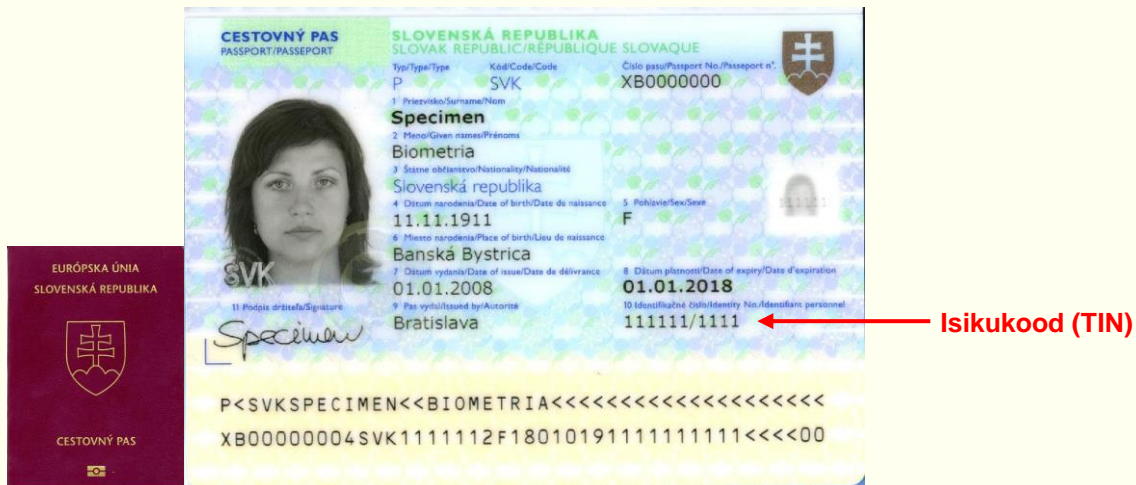 CESTOVNÝ PAS
PASSPORT/PASSEPORT
SLOVENSKÁ REPUBLIKA
SLOVAK REPUBLIC/RÉPUBLIQUE SLOVAQUE
Typ/Type/Type Kód/Code/Code Číslo pasu/Passport No./Passeport n°.
P SVK XB0000000
1 Priezvisko/Surname/Nom
Specimen
2 Meno/Given names/Prénoms
Biometria
3 Štátne občianstvo/Nationality/Nationalité
Slovenská republika
4 Dátum narodenia/Date of birth/Date de naissance 5 Pohlavie/Sex/Sexe
11.11.1911 F
6 Miesto narodenia/Place of birth/Lieu de naissance
Banská Bystrica
7 Dátum vydania/Date of issue/Date de délivrance 8 Dátum platnosti/Date of expiry/Date d'expiration
01.01.2008 01.01.2018
9 Pas vydal/Issued by/Autorité 10 Identifikačné číslo/Identity No./Identifiant personnel
Bratislava 111111/1111
SVK
11 Podpis držiteľa/Signature
Specimen
P<SVKSPECIMEN<<BIOMETRIA<<<<<<<<<<<<<<<<<<<<
XB00000004SVK1111112F18010191111111111<<<<00
EURÓPSKA ÚNIA
SLOVENSKÁ REPUBLIKA
CESTOVNÝ PAS
Isikukood (TIN)